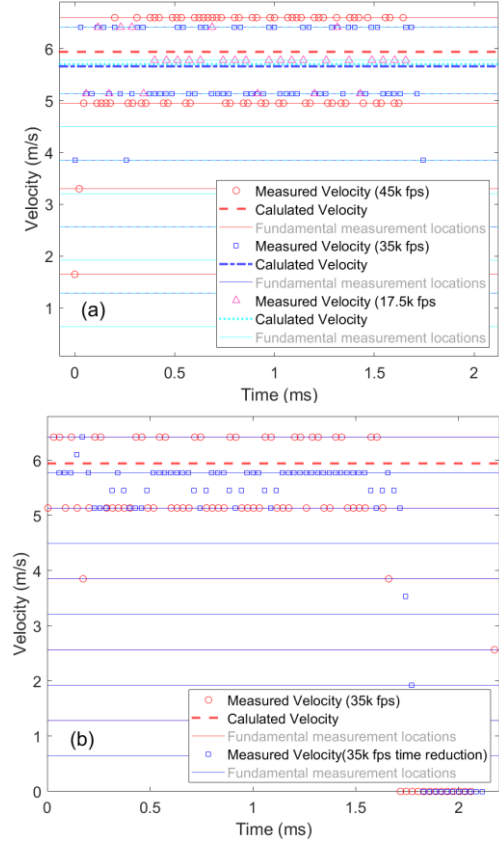 6
5
4
3
2
1
Velocity (m/s)
Measured Velocity (45k fps)
Calulated Velocity
Fundamental measurement locations
Measured Velocity (35k fps)
Calulated Velocity
Fundamental measurement locations
Measured Velocity (17.5k fps
Calulated Velocity
Fundamental measurement locations
(a)
0 0.5 1 1.5 2
Time (ms)
7
6
5
4
3
2
1
0
Velocity (m/s)
Measured Velocity (35k fps)
Calulated Velocity
Fundamental measurement locations
Measured Velocity(35k fps time reduction)
Fundamental measurement locations
(b)
0 0.5 1 1.5 2
Time (ms)